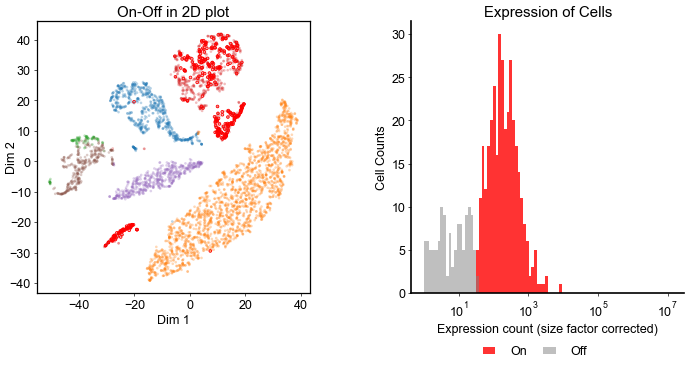 On-Off in 2D plot
Dim 2
40
30
20
10
0
−10
−20
−30
−40
−40 −20 0 20 40
Dim 1
Expression of Cells
Cell Counts
30
25
20
15
10
5
0
10^1 10^3 10^5 10^7
Expression count (size factor corrected)
On Off